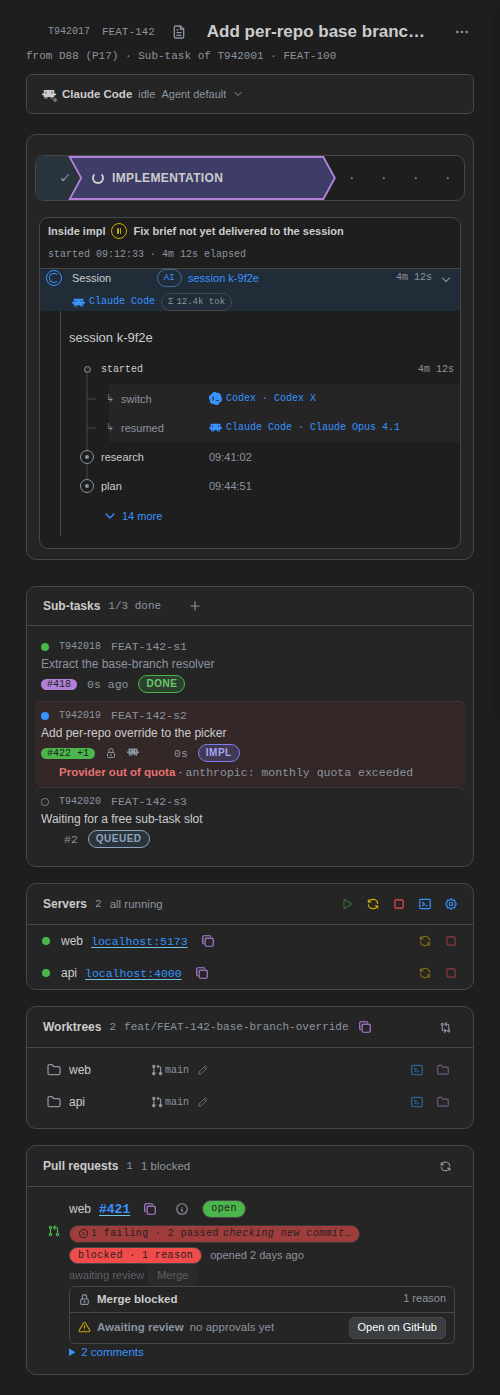 T942017 FEAT-142 Add per-repo base branc…
from D88 (P17) · Sub-task of T942001 · FEAT-100
Claude Code idle Agent default
IMPLEMENTATION
Inside impl Fix brief not yet delivered to the session
started 09:12:33 · 4m 12s elapsed
Session AI session k-9f2e 4m 12s
Claude Code Σ 12.4k tok
session k-9f2e
started 4m 12s
↳ switch Codex · Codex X
↳ resumed Claude Code · Claude Opus 4.1
research 09:41:02
plan 09:44:51
14 more
Sub-tasks 1/3 done
T942018 FEAT-142-s1
Extract the base-branch resolver
#418 0s ago DONE
T942019 FEAT-142-s2
Add per-repo override to the picker
#422 +1 0s IMPL
Provider out of quota · anthropic: monthly quota exceeded
T942020 FEAT-142-s3
Waiting for a free sub-task slot
#2 QUEUED
Servers 2 all running
web localhost:5173
api localhost:4000
Worktrees 2 feat/FEAT-142-base-branch-override
web main
api main
Pull requests 1 1 blocked
web #421 open
1 failing · 2 passed checking new commit…
blocked · 1 reason opened 2 days ago
awaiting review Merge
Merge blocked 1 reason
Awaiting review no approvals yet Open on GitHub
2 comments